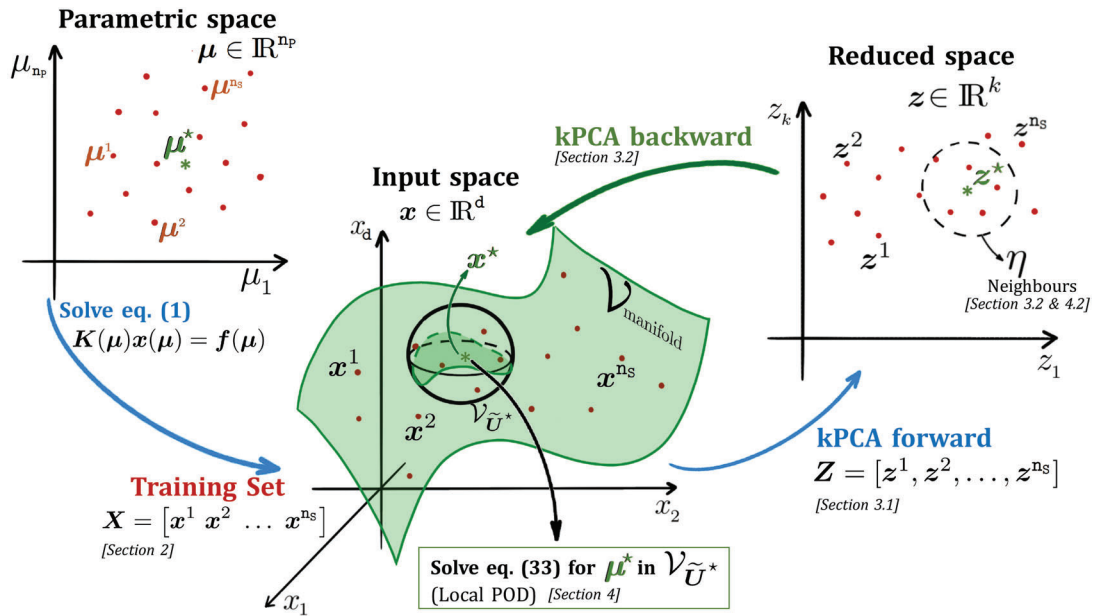 Parametric space
μ ∈ ℝ^{n_P}
μ_{n_P}
μ^{n_S}
μ^1
μ^⋆
*
μ^2
μ_1
Solve eq. (1)
K(μ)x(μ) = f(μ)
Training Set
X = [x^1 x^2 … x^{n_S}]
[Section 2]
Input space
x ∈ ℝ^d
x_d
x^⋆
𝒱_{manifold}
*
x^1
x^{n_S}
x^2
𝒱_{Ũ^⋆}
x_2
x_1
Solve eq. (33) for μ^⋆ in 𝒱_{Ũ^⋆}
(Local POD) [Section 4]
kPCA backward
[Section 3.2]
Reduced space
z ∈ ℝ^k
z_k
z^{n_S}
z^2
z^⋆
*
z^1
η
Neighbours
[Section 3.2 & 4.2]
z_1
kPCA forward
Z = [z^1, z^2, …, z^{n_S}]
[Section 3.1]